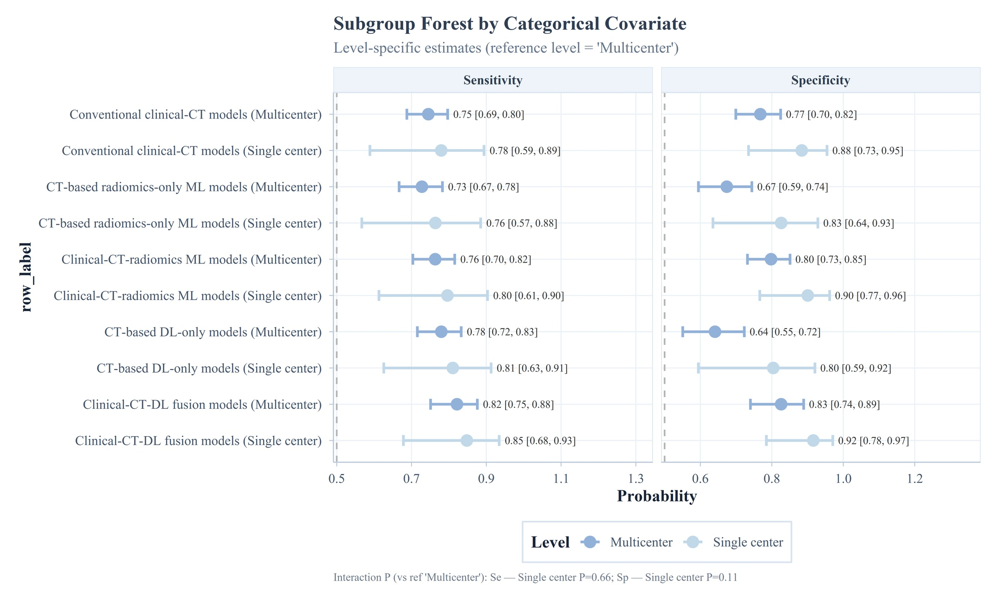 Subgroup Forest by Categorical Covariate
Level-specific estimates (reference level = 'Multicenter')
Sensitivity
Specificity
row_label
Conventional clinical-CT models (Multicenter)
0.75 [0.69, 0.80]
0.77 [0.70, 0.82]
Conventional clinical-CT models (Single center)
0.78 [0.59, 0.89]
0.88 [0.73, 0.95]
CT-based radiomics-only ML models (Multicenter)
0.73 [0.67, 0.78]
0.67 [0.59, 0.74]
CT-based radiomics-only ML models (Single center)
0.76 [0.57, 0.88]
0.83 [0.64, 0.93]
Clinical-CT-radiomics ML models (Multicenter)
0.76 [0.70, 0.82]
0.80 [0.73, 0.85]
Clinical-CT-radiomics ML models (Single center)
0.80 [0.61, 0.90]
0.90 [0.77, 0.96]
CT-based DL-only models (Multicenter)
0.78 [0.72, 0.83]
0.64 [0.55, 0.72]
CT-based DL-only models (Single center)
0.81 [0.63, 0.91]
0.80 [0.59, 0.92]
Clinical-CT-DL fusion models (Multicenter)
0.82 [0.75, 0.88]
0.83 [0.74, 0.89]
Clinical-CT-DL fusion models (Single center)
0.85 [0.68, 0.93]
0.92 [0.78, 0.97]
0.5 0.7 0.9 1.1 1.3
0.6 0.8 1.0 1.2
Probability
Level Multicenter Single center
Interaction P (vs ref 'Multicenter'): Se — Single center P=0.66; Sp — Single center P=0.11